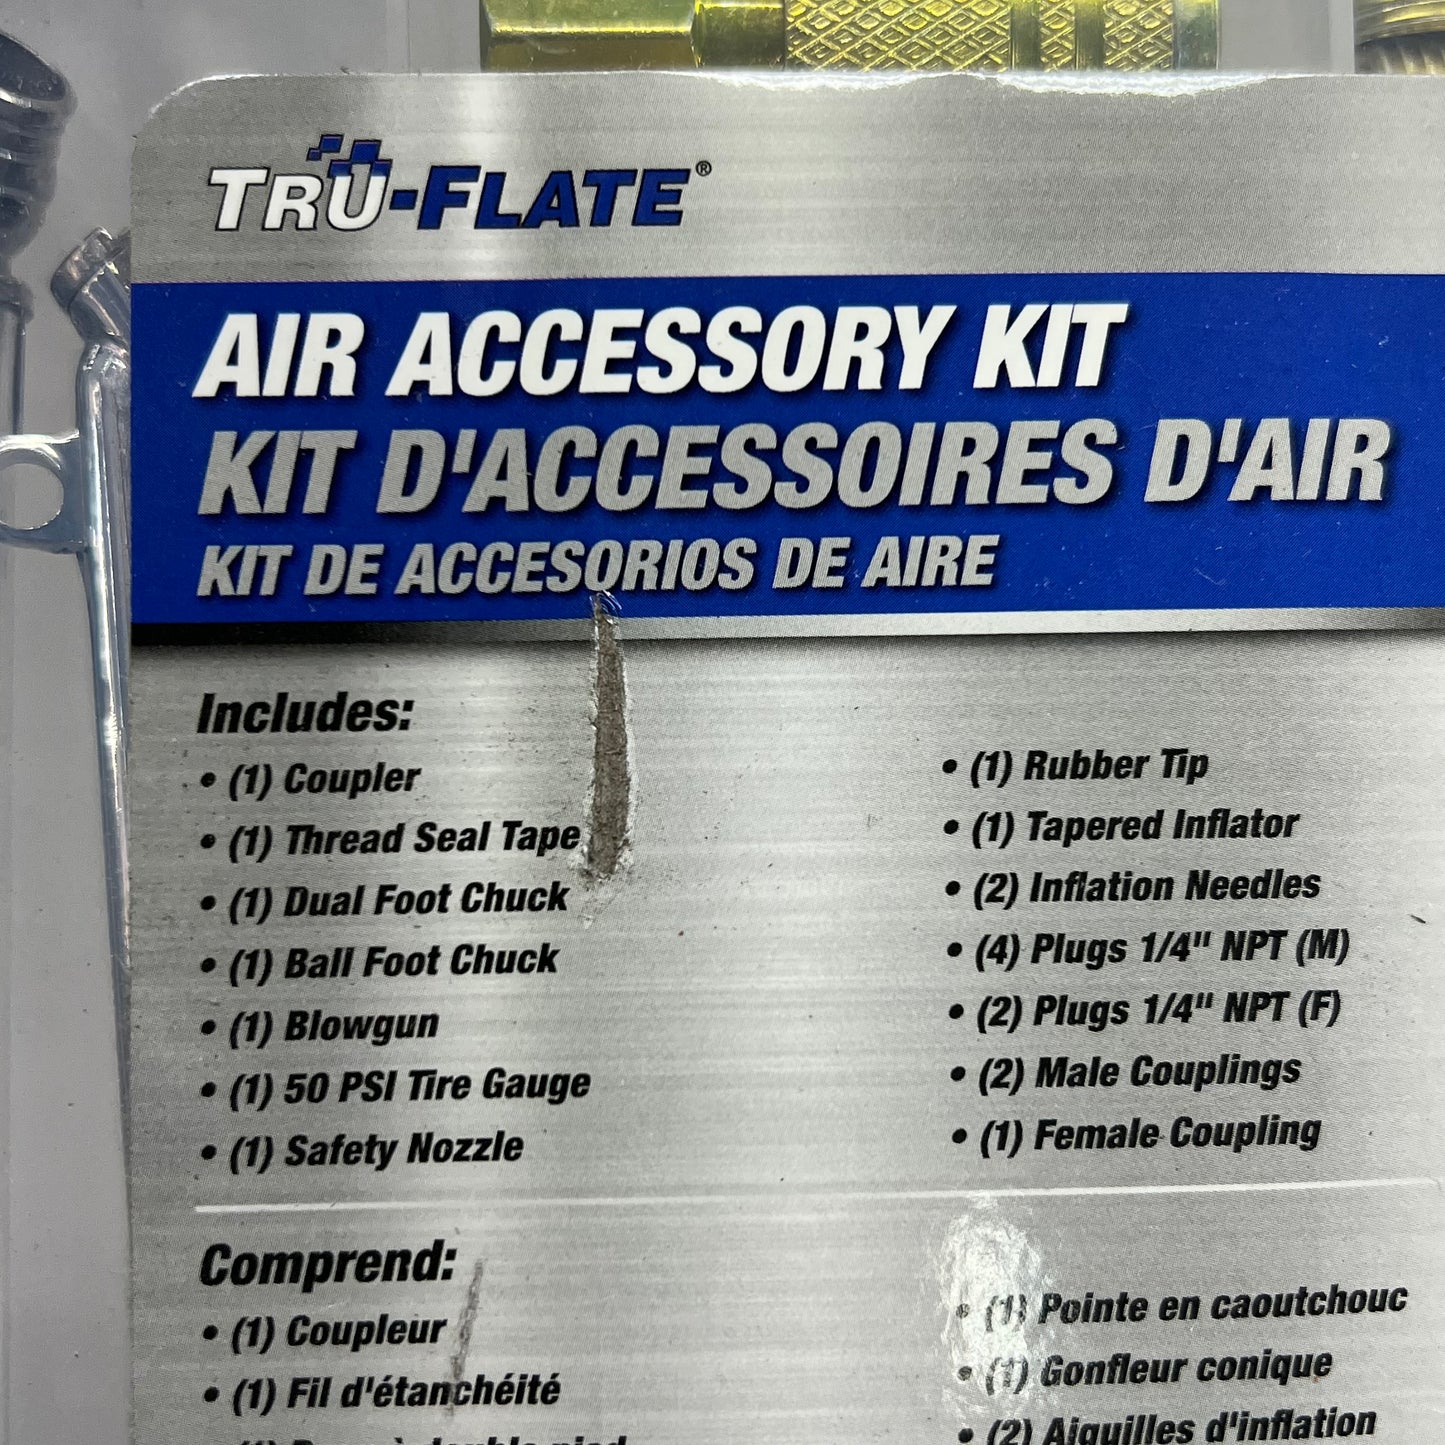 TRU-FLATE®
AIR ACCESSORY KIT
KIT D'ACCESSOIRES D'AIR
KIT DE ACCESORIOS DE AIRE
Includes:
• (1) Coupler
• (1) Thread Seal Tape
• (1) Dual Foot Chuck
• (1) Ball Foot Chuck
• (1) Blowgun
• (1) 50 PSI Tire Gauge
• (1) Safety Nozzle
• (1) Rubber Tip
• (1) Tapered Inflator
• (2) Inflation Needles
• (4) Plugs 1/4" NPT (M)
• (2) Plugs 1/4" NPT (F)
• (2) Male Couplings
• (1) Female Coupling
Comprend:
• (1) Coupleur
• (1) Fil d'étanchéité
• (1) Pointe en caoutchouc
• (1) Gonfleur conique
• (2) Aiguilles d'inflation